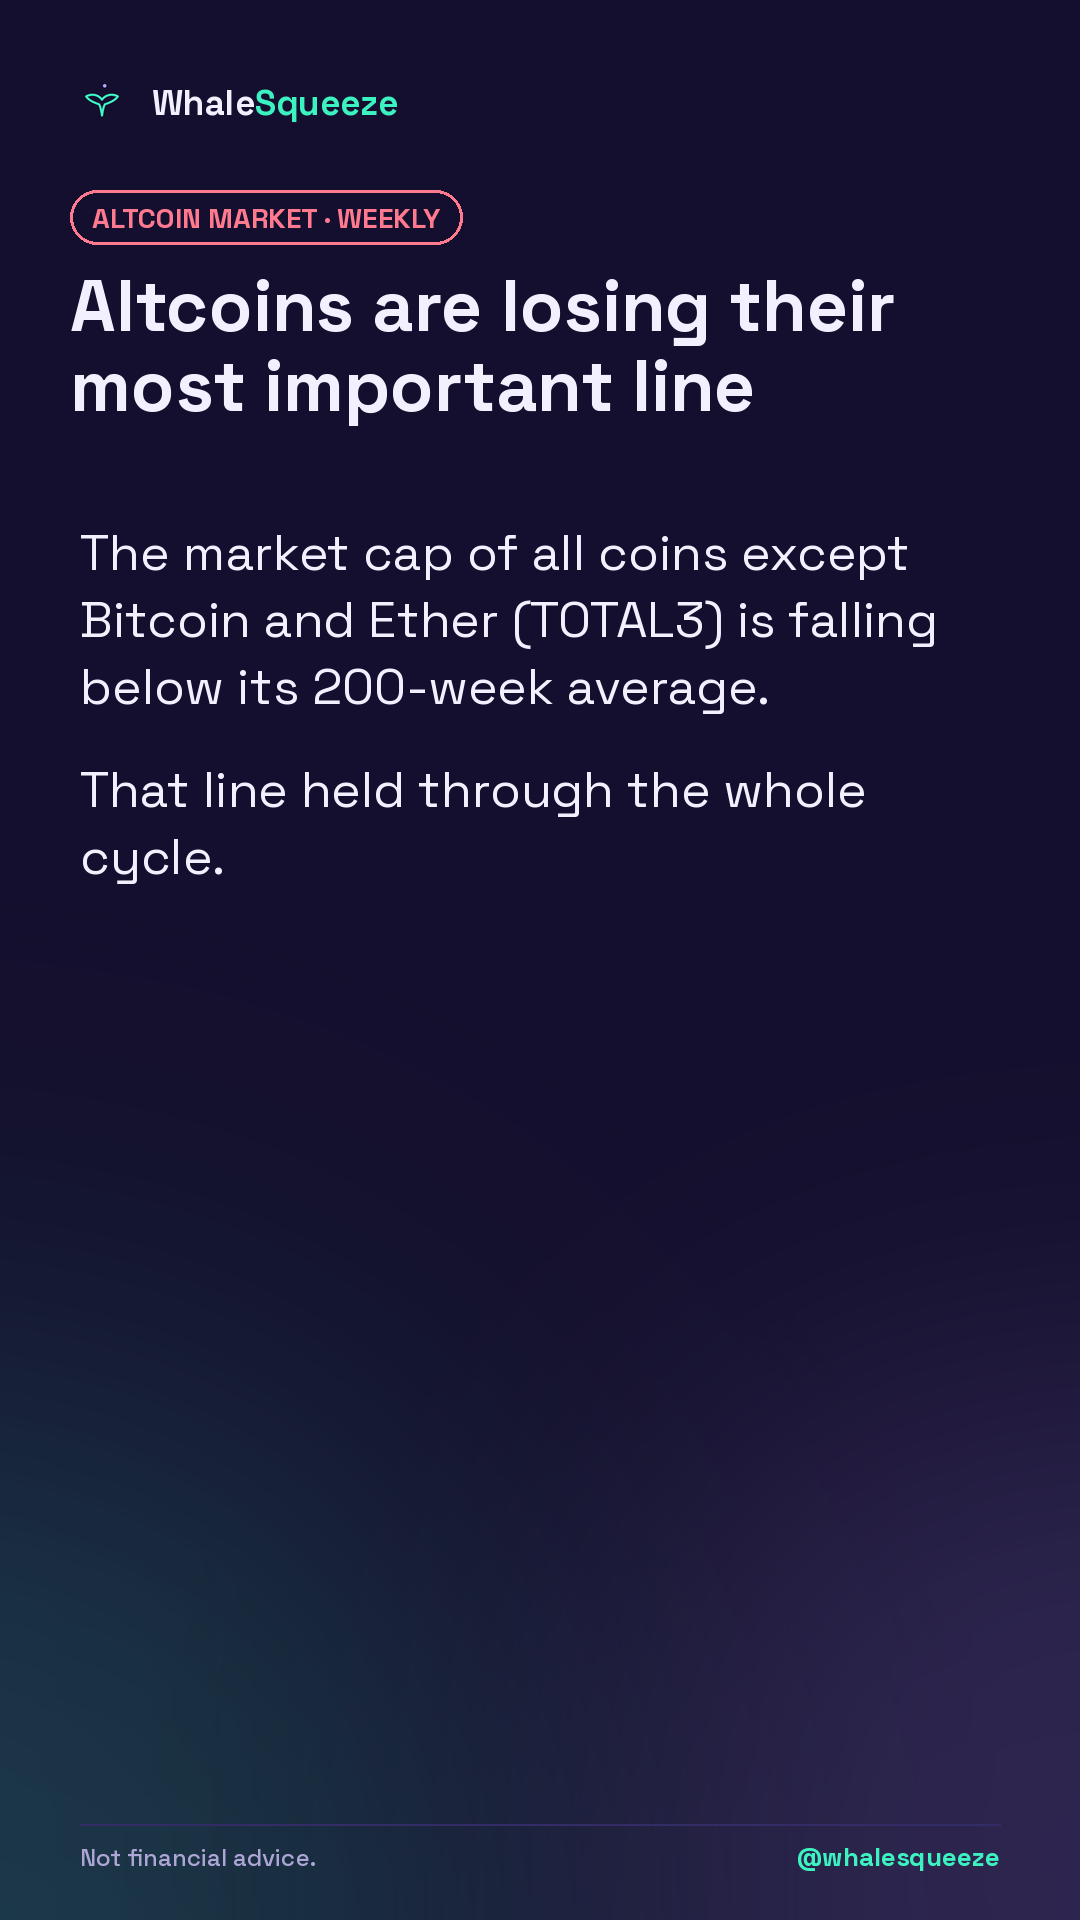 WhaleSqueeze
ALTCOIN MARKET · WEEKLY
Altcoins are losing their
most important line
The market cap of all coins except
Bitcoin and Ether (TOTAL3) is falling
below its 200-week average.
That line held through the whole
cycle.
Not financial advice.
@whalesqueeze